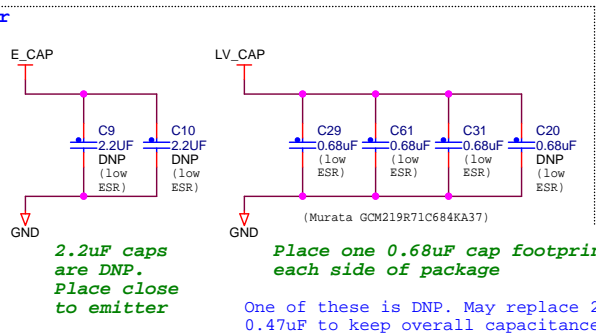 r
E_CAP
LV_CAP
C9
2.2UF
DNP
(low
ESR)
C10
2.2UF
DNP
(low
ESR)
C29
0.68uF
(low
ESR)
C61
0.68uF
(low
ESR)
C31
0.68uF
(low
ESR)
C20
0.68uF
DNP
(low
ESR)
GND
GND
(Murata GCM219R71C684KA37)
2.2uF caps
are DNP.
Place close
to emitter
Place one 0.68uF cap footprin
each side of package
One of these is DNP. May replace 2
0.47uF to keep overall capacitance